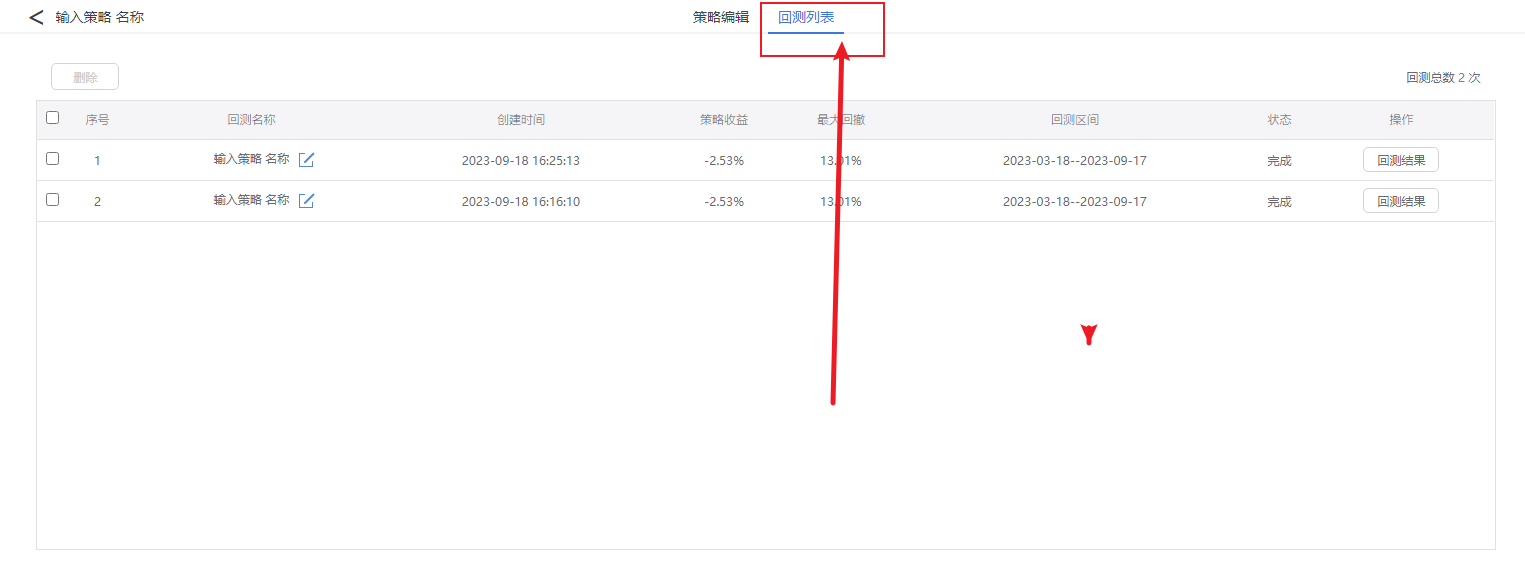 输入策略 名称 策略编辑 回测列表
删除 回测总数 2 次
序号 回测名称 创建时间 策略收益 最大回撤 回测区间 状态 操作
1 输入策略 名称 2023-09-18 16:25:13 -2.53% 13.01% 2023-03-18--2023-09-17 完成 回测结果
2 输入策略 名称 2023-09-18 16:16:10 -2.53% 13.01% 2023-03-18--2023-09-17 完成 回测结果